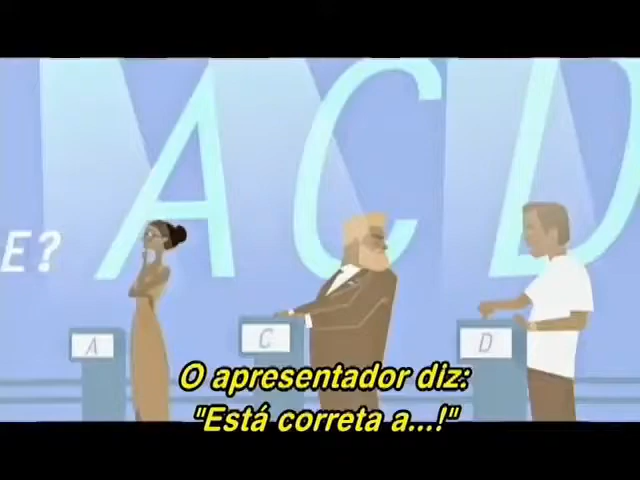 A C D
E?
A
C
D
O apresentador diz:
"Está correta a...!"